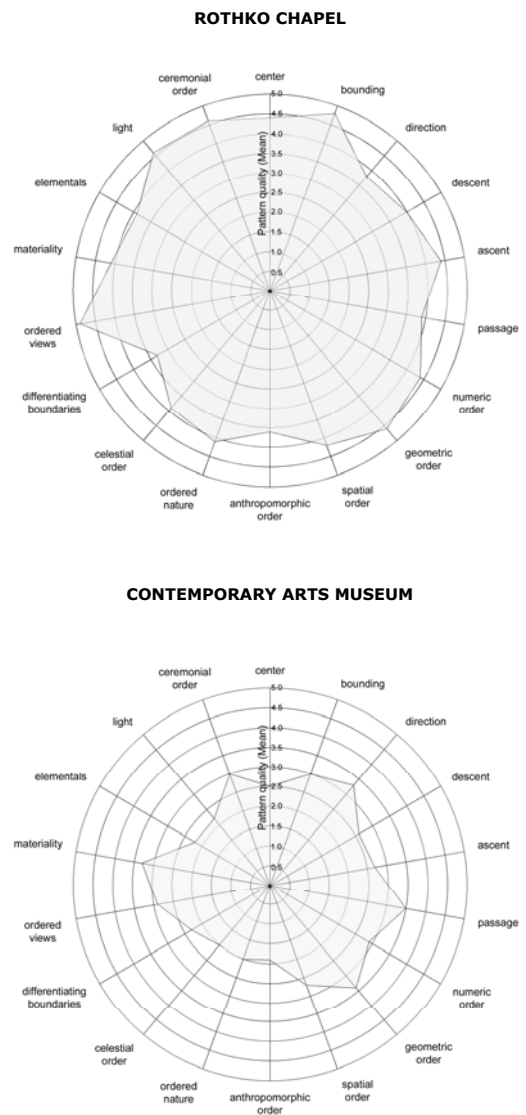 ROTHKO CHAPEL
center
bounding
direction
descent
ascent
passage
numeric
order
geometric
order
spatial
order
anthropomorphic
order
ordered
nature
celestial
order
differentiating
boundaries
ordered
views
materiality
elementals
light
ceremonial
order
Pattern quality (Mean)
5.0
4.5
4.0
3.5
3.0
2.5
2.0
1.5
1.0
0.5
CONTEMPORARY ARTS MUSEUM
center
bounding
direction
descent
ascent
passage
numeric
order
geometric
order
spatial
order
anthropomorphic
order
ordered
nature
celestial
order
differentiating
boundaries
ordered
views
materiality
elementals
light
ceremonial
order
Pattern quality (Mean)
5.0
4.5
4.0
3.5
3.0
2.5
2.0
1.5
1.0
0.5